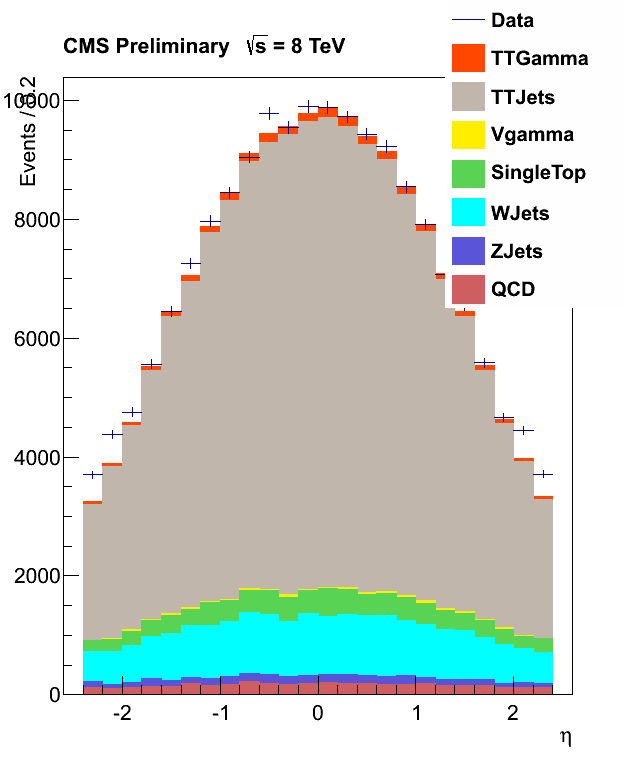 Data
CMS Preliminary √s = 8 TeV
TTGamma
TTJets
Vgamma
SingleTop
WJets
ZJets
QCD
Events / 0.2
10000
8000
6000
4000
2000
0
-2 -1 0 1 2
η